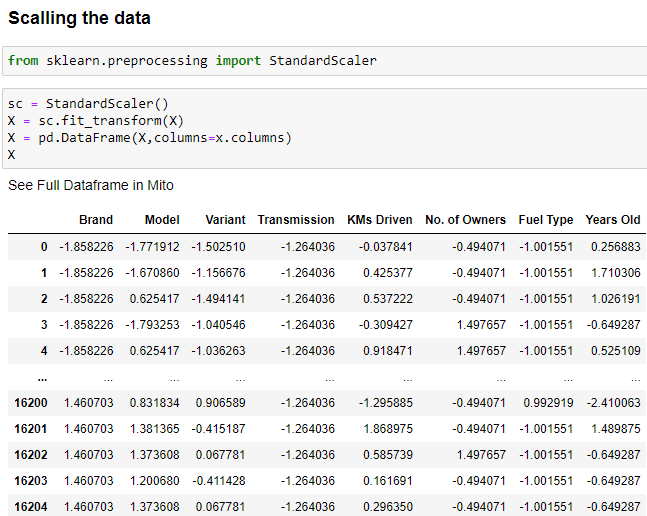 Scalling the data
from sklearn.preprocessing import StandardScaler
sc = StandardScaler()
X = sc.fit_transform(X)
X = pd.DataFrame(X,columns=x.columns)
X
See Full Dataframe in Mito
Brand Model Variant Transmission KMs Driven No. of Owners Fuel Type Years Old
0 -1.858226 -1.771912 -1.502510 -1.264036 -0.037841 -0.494071 -1.001551 0.256883
1 -1.858226 -1.670860 -1.156676 -1.264036 0.425377 -0.494071 -1.001551 1.710306
2 -1.858226 0.625417 -1.494141 -1.264036 0.537222 -0.494071 -1.001551 1.026191
3 -1.858226 -1.793253 -1.040546 -1.264036 -0.309427 1.497657 -1.001551 -0.649287
4 -1.858226 0.625417 -1.036263 -1.264036 0.918471 1.497657 -1.001551 0.525109
... ... ... ... ... ... ... ... ...
16200 1.460703 0.831834 0.906589 -1.264036 -1.295885 -0.494071 0.992919 -2.410063
16201 1.460703 1.381365 -0.415187 -1.264036 1.868975 -0.494071 -1.001551 1.489875
16202 1.460703 1.373608 0.067781 -1.264036 0.585739 1.497657 -1.001551 -0.649287
16203 1.460703 1.200680 -0.411428 -1.264036 0.161691 -0.494071 -1.001551 -0.649287
16204 1.460703 1.373608 0.067781 -1.264036 0.296350 -0.494071 -1.001551 -0.649287